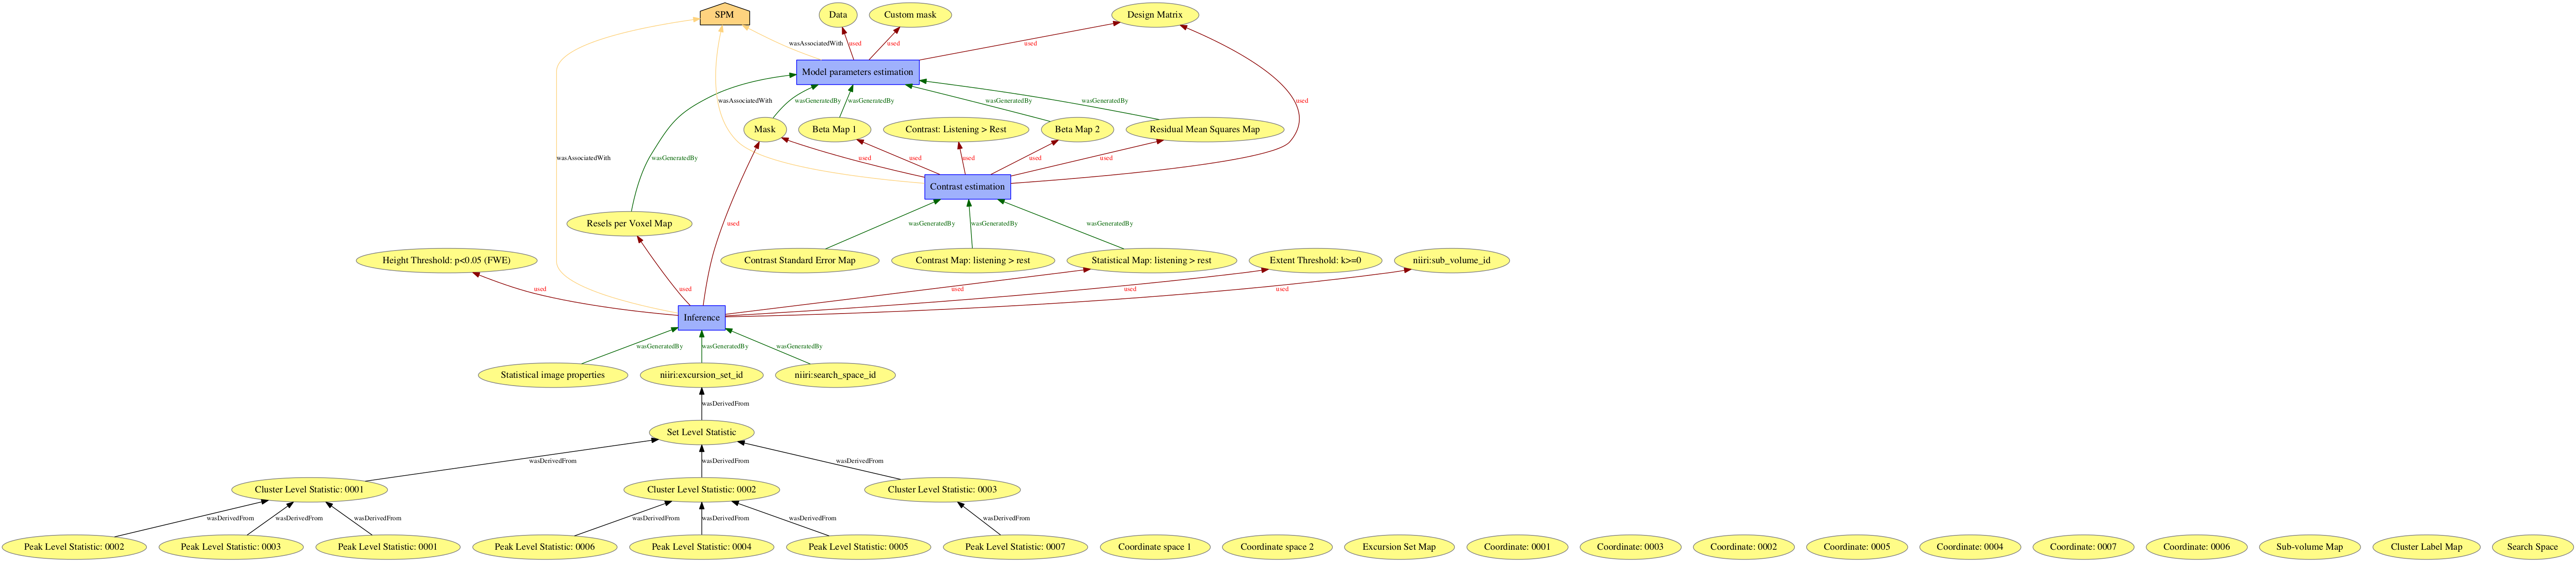 SPM
Data
Custom mask
Design Matrix
wasAssociatedWith
used
used
used
Model parameters estimation
wasAssociatedWith
wasGeneratedBy
wasGeneratedBy
wasGeneratedBy
wasGeneratedBy
used
Mask
Beta Map 1
Contrast: Listening > Rest
Beta Map 2
Residual Mean Squares Map
wasAssociatedWith
wasGeneratedBy
used
used
used
used
used
Contrast estimation
Resels per Voxel Map
used
wasGeneratedBy
wasGeneratedBy
wasGeneratedBy
Height Threshold: p<0.05 (FWE)
Contrast Standard Error Map
Contrast Map: listening > rest
Statistical Map: listening > rest
Extent Threshold: k>=0
niiri:sub_volume_id
used
used
used
used
used
Inference
wasGeneratedBy
wasGeneratedBy
wasGeneratedBy
Statistical image properties
niiri:excursion_set_id
niiri:search_space_id
wasDerivedFrom
Set Level Statistic
wasDerivedFrom
wasDerivedFrom
wasDerivedFrom
Cluster Level Statistic: 0001
Cluster Level Statistic: 0002
Cluster Level Statistic: 0003
wasDerivedFrom
wasDerivedFrom
wasDerivedFrom
wasDerivedFrom
wasDerivedFrom
wasDerivedFrom
wasDerivedFrom
Peak Level Statistic: 0002
Peak Level Statistic: 0003
Peak Level Statistic: 0001
Peak Level Statistic: 0006
Peak Level Statistic: 0004
Peak Level Statistic: 0005
Peak Level Statistic: 0007
Coordinate space 1
Coordinate space 2
Excursion Set Map
Coordinate: 0001
Coordinate: 0003
Coordinate: 0002
Coordinate: 0005
Coordinate: 0004
Coordinate: 0007
Coordinate: 0006
Sub-volume Map
Cluster Label Map
Search Space